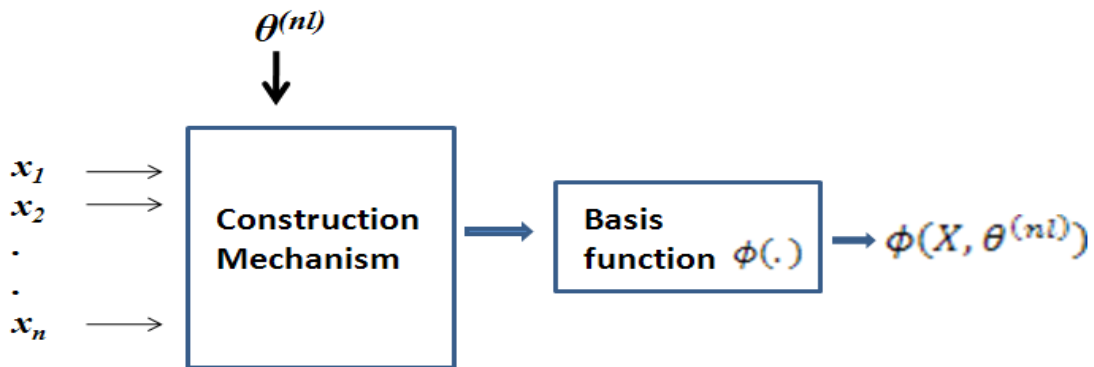 θ(nl)
x1
x2
.
.
xn
Construction
Mechanism
Basis
function ϕ(.)
ϕ(X, θ(nl))